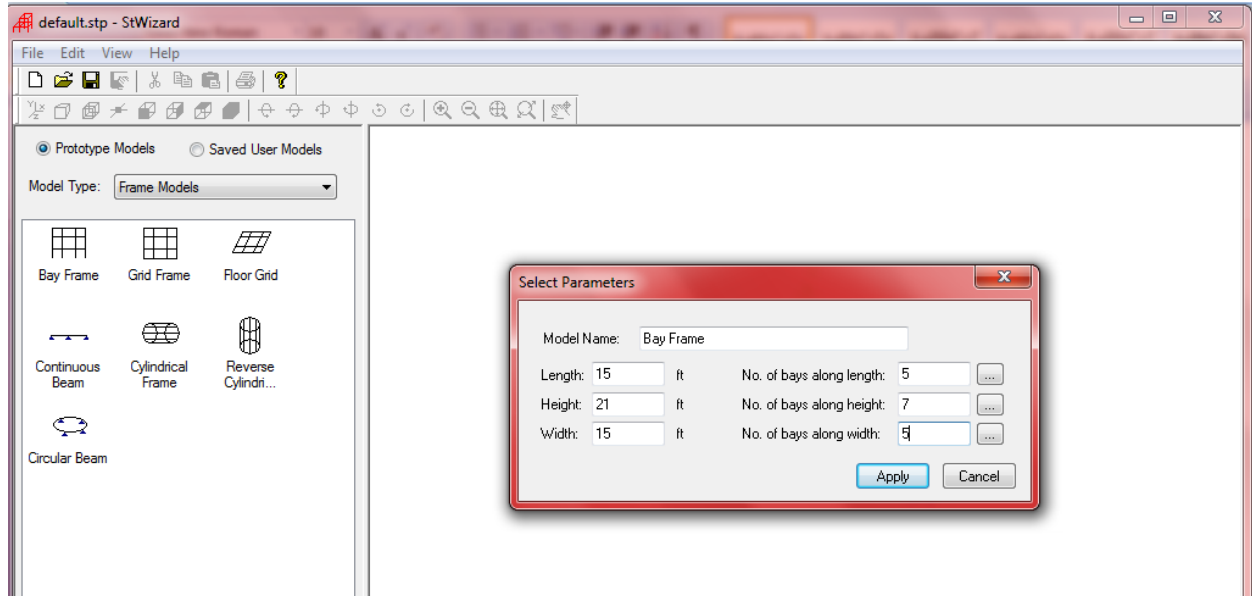 default.stp - StWizard
File Edit View Help
Prototype Models Saved User Models
Model Type: Frame Models
Bay Frame Grid Frame Floor Grid
Continuous Beam Cylindrical Frame Reverse Cylindri...
Circular Beam
Select Parameters
Model Name: Bay Frame
Length: 15 ft No. of bays along length: 5 ...
Height: 21 ft No. of bays along height: 7 ...
Width: 15 ft No. of bays along width: 5 ...
Apply Cancel